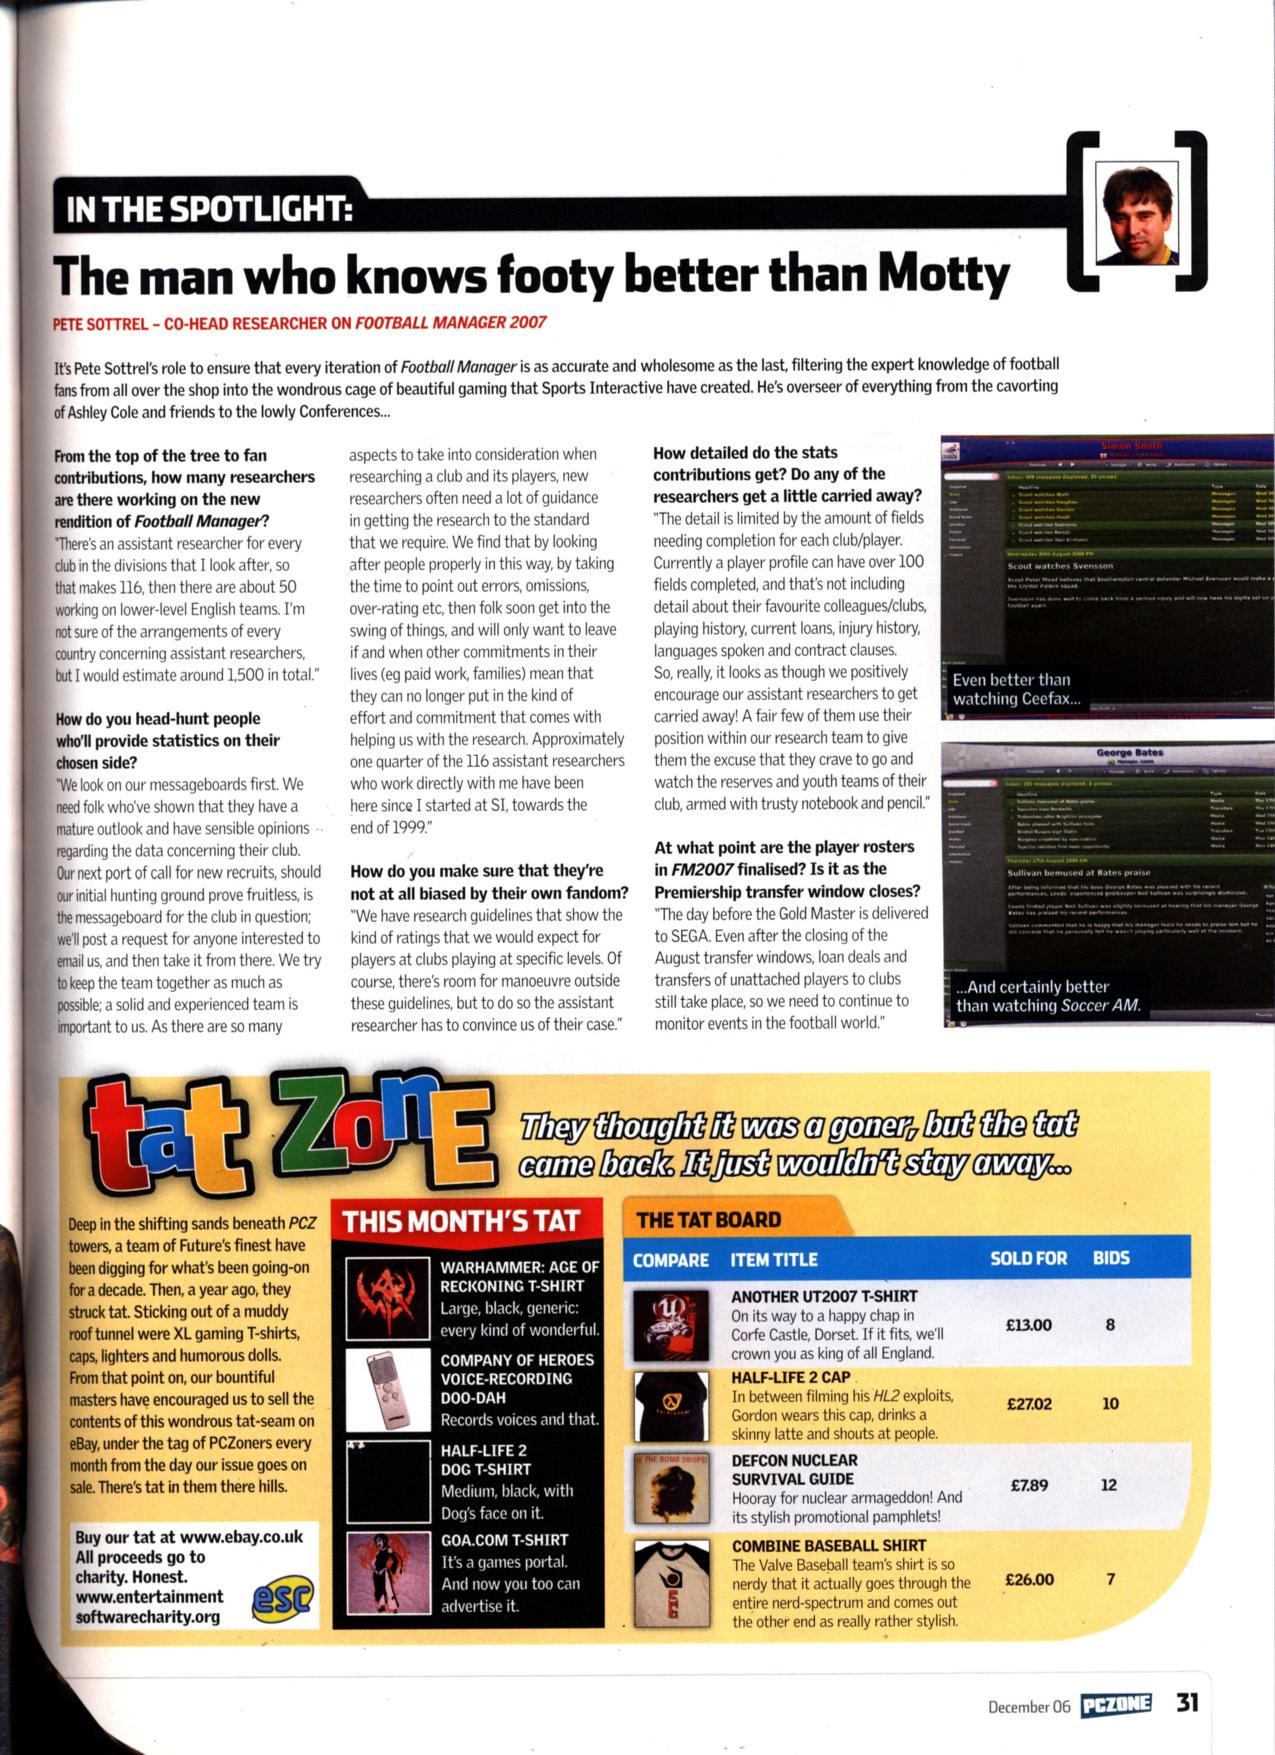 IN THE SPOTLIGHT:
The man who knows footy better than Motty
PETE SOTTREL – CO-HEAD RESEARCHER ON FOOTBALL MANAGER 2007
It's Pete Sottrel's role to ensure that every iteration of Football Manager is as accurate and wholesome as the last, filtering the expert knowledge of football
fans from all over the shop into the wondrous cage of beautiful gaming that Sports Interactive have created. He's overseer of everything from the cavorting
of Ashley Cole and friends to the lowly Conferences...
From the top of the tree to fan
contributions, how many researchers
are there working on the new
rendition of Football Manager?
"There's an assistant researcher for every
club in the divisions that I look after, so
that makes 116, then there are about 50
working on lower-level English teams. I'm
not sure of the arrangements of every
country concerning assistant researchers,
but I would estimate around 1,500 in total."
How do you head-hunt people
who'll provide statistics on their
chosen side?
"We look on our messageboards first. We
need folk who've shown that they have a
mature outlook and have sensible opinions
regarding the data concerning their club.
Our next port of call for new recruits, should
our initial hunting ground prove fruitless, is
the messageboard for the club in question;
we'll post a request for anyone interested to
email us, and then take it from there. We try
to keep the team together as much as
possible; a solid and experienced team is
important to us. As there are so many
aspects to take into consideration when
researching a club and its players, new
researchers often need a lot of guidance
in getting the research to the standard
that we require. We find that by looking
after people properly in this way, by taking
the time to point out errors, omissions,
over-rating etc, then folk soon get into the
swing of things, and will only want to leave
if and when other commitments in their
lives (eg paid work, families) mean that
they can no longer put in the kind of
effort and commitment that comes with
helping us with the research. Approximately
one quarter of the 116 assistant researchers
who work directly with me have been
here since I started at SI, towards the
end of 1999."
How do you make sure that they're
not at all biased by their own fandom?
"We have research guidelines that show the
kind of ratings that we would expect for
players at clubs playing at specific levels. Of
course, there's room for manoeuvre outside
these guidelines, but to do so the assistant
researcher has to convince us of their case."
How detailed do the stats
contributions get? Do any of the
researchers get a little carried away?
"The detail is limited by the amount of fields
needing completion for each club/player.
Currently a player profile can have over 100
fields completed, and that's not including
detail about their favourite colleagues/clubs,
playing history, current loans, injury history,
languages spoken and contract clauses.
So, really, it looks as though we positively
encourage our assistant researchers to get
carried away! A fair few of them use their
position within our research team to give
them the excuse that they crave to go and
watch the reserves and youth teams of their
club, armed with trusty notebook and pencil."
At what point are the player rosters
in FM2007 finalised? Is it as the
Premiership transfer window closes?
"The day before the Gold Master is delivered
to SEGA. Even after the closing of the
August transfer windows, loan deals and
transfers of unattached players to clubs
still take place, so we need to continue to
monitor events in the football world."
Simon Smith
Scout watches Svensson
Even better than
watching Ceefax...
George Bates
Sullivan bemused at Bates praise
...And certainly better
than watching Soccer AM.
tat ZonE
They thought it was a goner, but the tat
came back. It just wouldn't stay away...
Deep in the shifting sands beneath PCZ
towers, a team of Future's finest have
been digging for what's been going-on
for a decade. Then, a year ago, they
struck tat. Sticking out of a muddy
roof tunnel were XL gaming T-shirts,
caps, lighters and humorous dolls.
From that point on, our bountiful
masters have encouraged us to sell the
contents of this wondrous tat-seam on
eBay, under the tag of PCZoners every
month from the day our issue goes on
sale. There's tat in them there hills.
Buy our tat at www.ebay.co.uk
All proceeds go to
charity. Honest.
www.entertainment
softwarecharity.org
esc
THIS MONTH'S TAT
WARHAMMER: AGE OF
RECKONING T-SHIRT
Large, black, generic:
every kind of wonderful.
COMPANY OF HEROES
VOICE-RECORDING
DOO-DAH
Records voices and that.
HALF-LIFE 2
DOG T-SHIRT
Medium, black, with
Dog's face on it.
GOA.COM T-SHIRT
It's a games portal.
And now you too can
advertise it.
THE TAT BOARD
COMPARE ITEM TITLE SOLD FOR BIDS
ANOTHER UT2007 T-SHIRT
On its way to a happy chap in
Corfe Castle, Dorset. If it fits, we'll
crown you as king of all England.
£13.00 8
HALF-LIFE 2 CAP
In between filming his HL2 exploits,
Gordon wears this cap, drinks a
skinny latte and shouts at people.
£27.02 10
THE BOMB DROPS!
DEFCON NUCLEAR
SURVIVAL GUIDE
Hooray for nuclear armageddon! And
its stylish promotional pamphlets!
£7.89 12
COMBINE BASEBALL SHIRT
The Valve Baseball team's shirt is so
nerdy that it actually goes through the
entire nerd-spectrum and comes out
the other end as really rather stylish.
£26.00 7
December 06 PCZONE 31